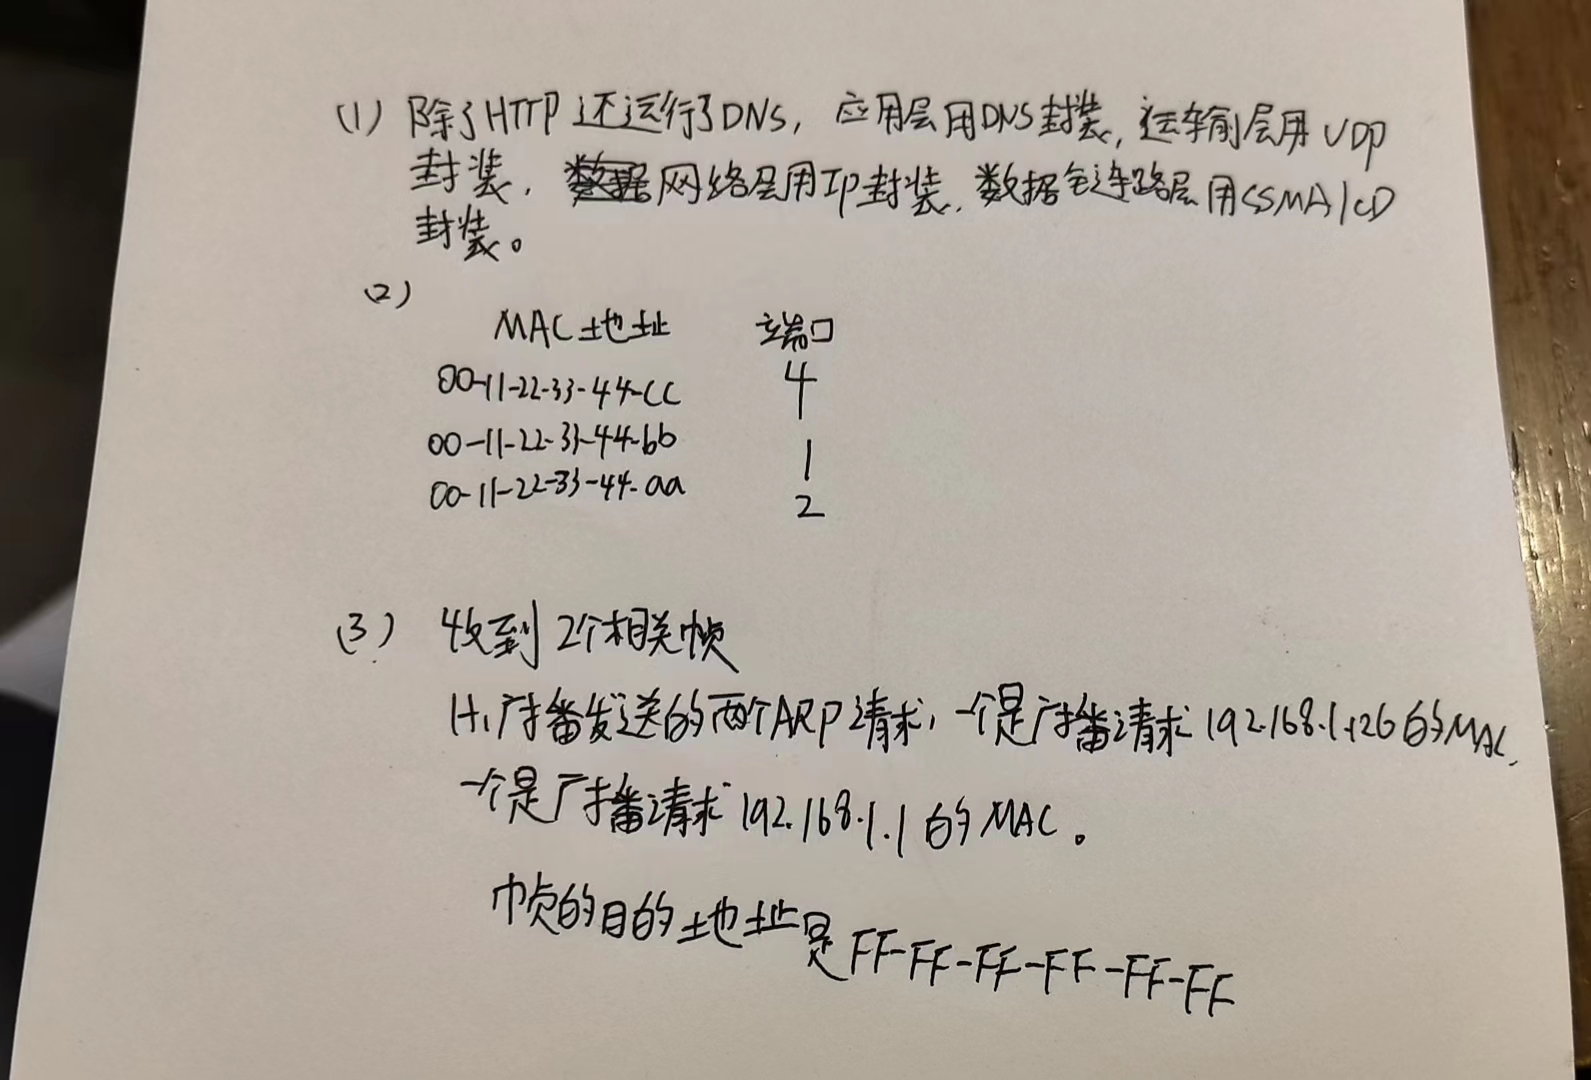 (1) 除了HTTP还运行了DNS，应用层用DNS封装，运输层用UDP
封装，网络层用IP封装，数据链路层用CSMA/CD
封装。
(2)
MAC地址 端口
00-11-22-33-44-CC 4
00-11-22-33-44-bb 1
00-11-22-33-44-aa 2
(3) 收到2个相关帧
H1广播发送的两个ARP请求，一个是广播请求192.168.1.126的MAC，
一个是广播请求192.168.1.1的MAC。
帧的目的地址是FF-FF-FF-FF-FF-FF